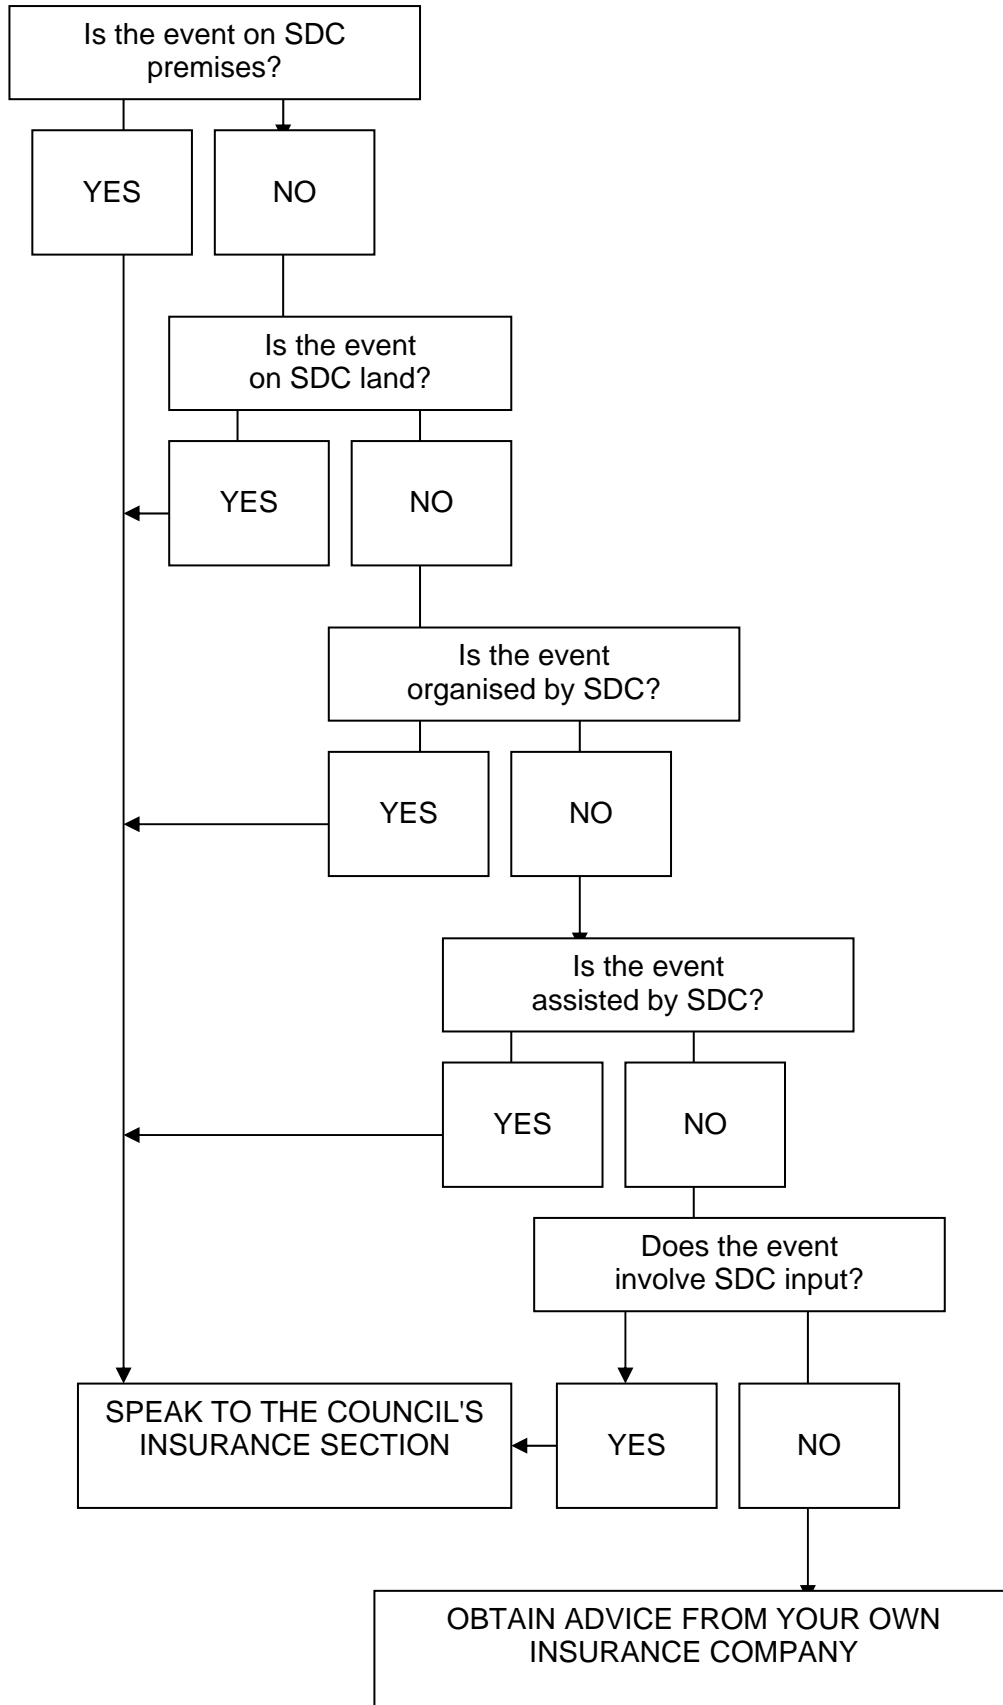 Is the event on SDC
premises?
YES
NO
Is the event
on SDC land?
YES
NO
Is the event
organised by SDC?
YES
NO
Is the event
assisted by SDC?
YES
NO
Does the event
involve SDC input?
SPEAK TO THE COUNCIL'S
INSURANCE SECTION
YES
NO
OBTAIN ADVICE FROM YOUR OWN
INSURANCE COMPANY